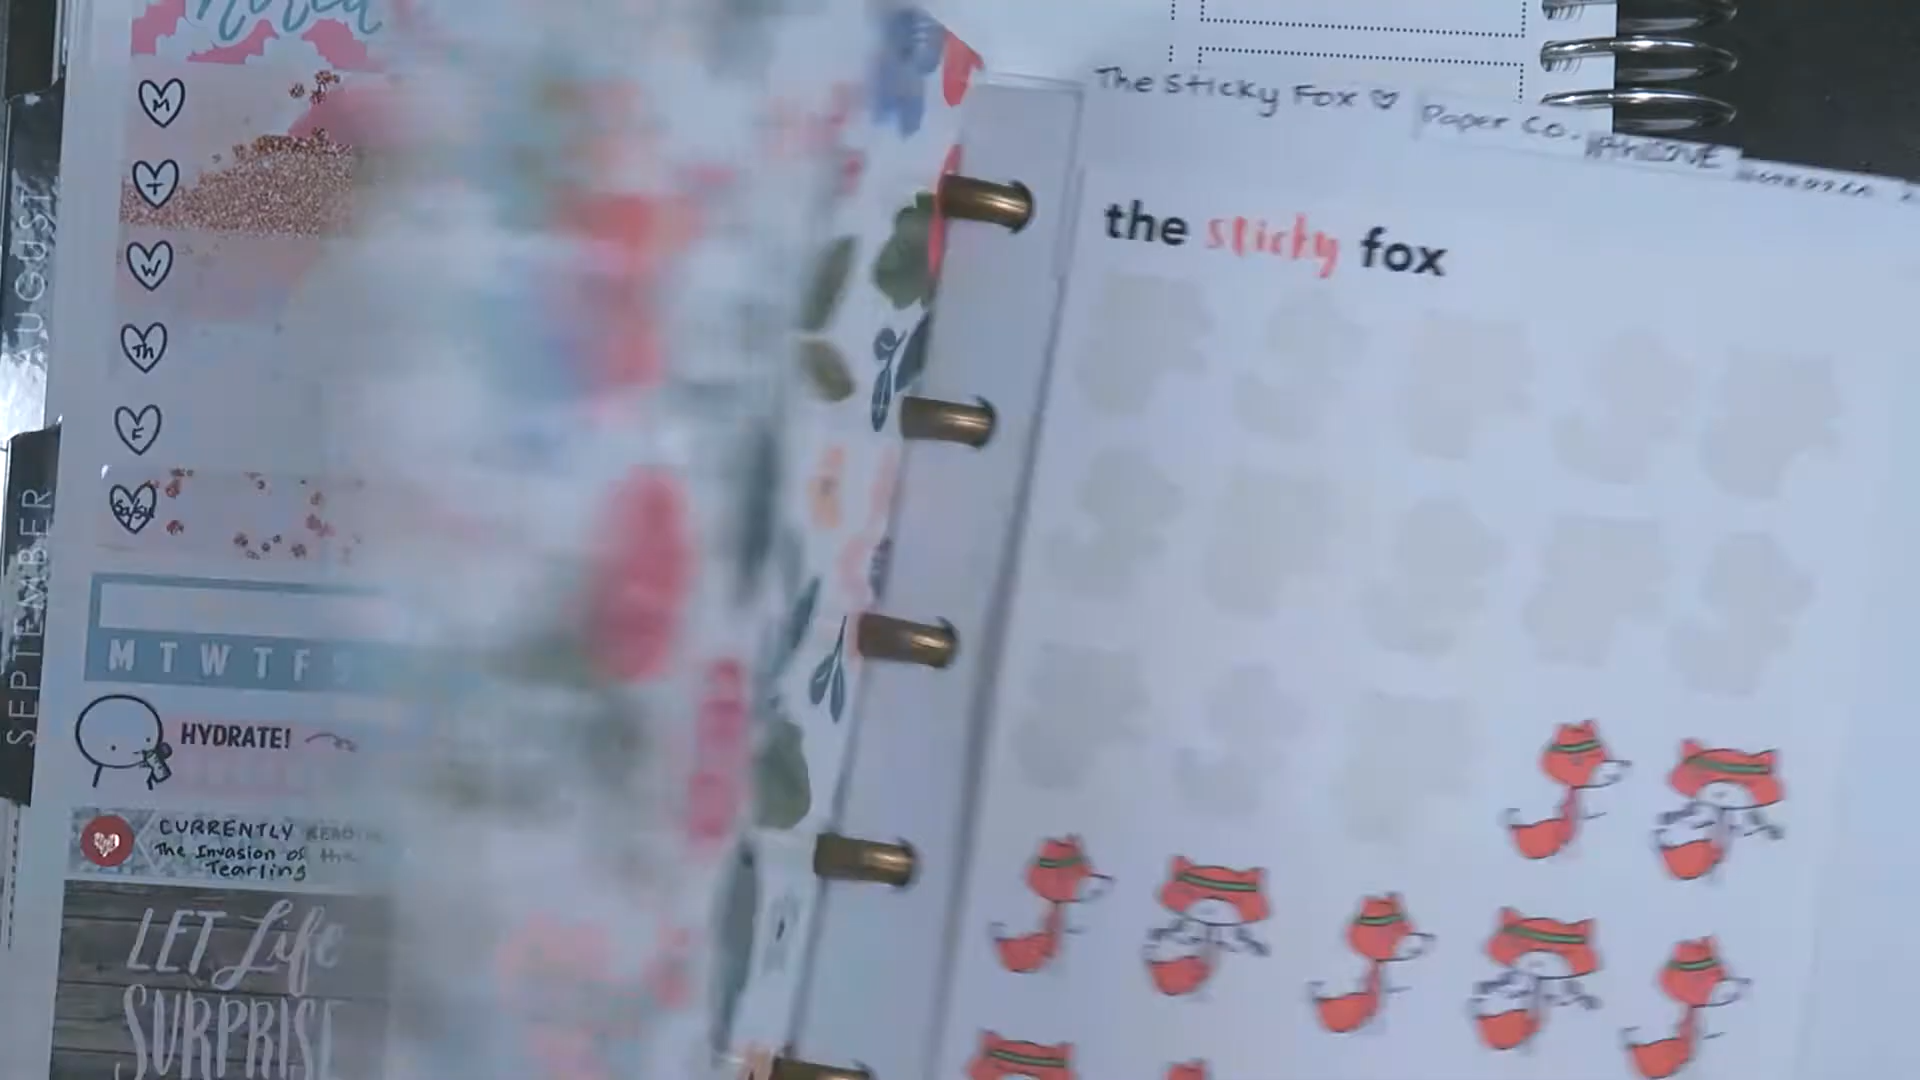 AUGUST
SEPTEMBER
M
T
W
Th
F
Sa/Su
M T W T F S
HYDRATE!
CURRENTLY READING
The Invasion of the
Tearling
LET Life
SURPRISE
The Sticky Fox
Paper Co.
the sticky fox